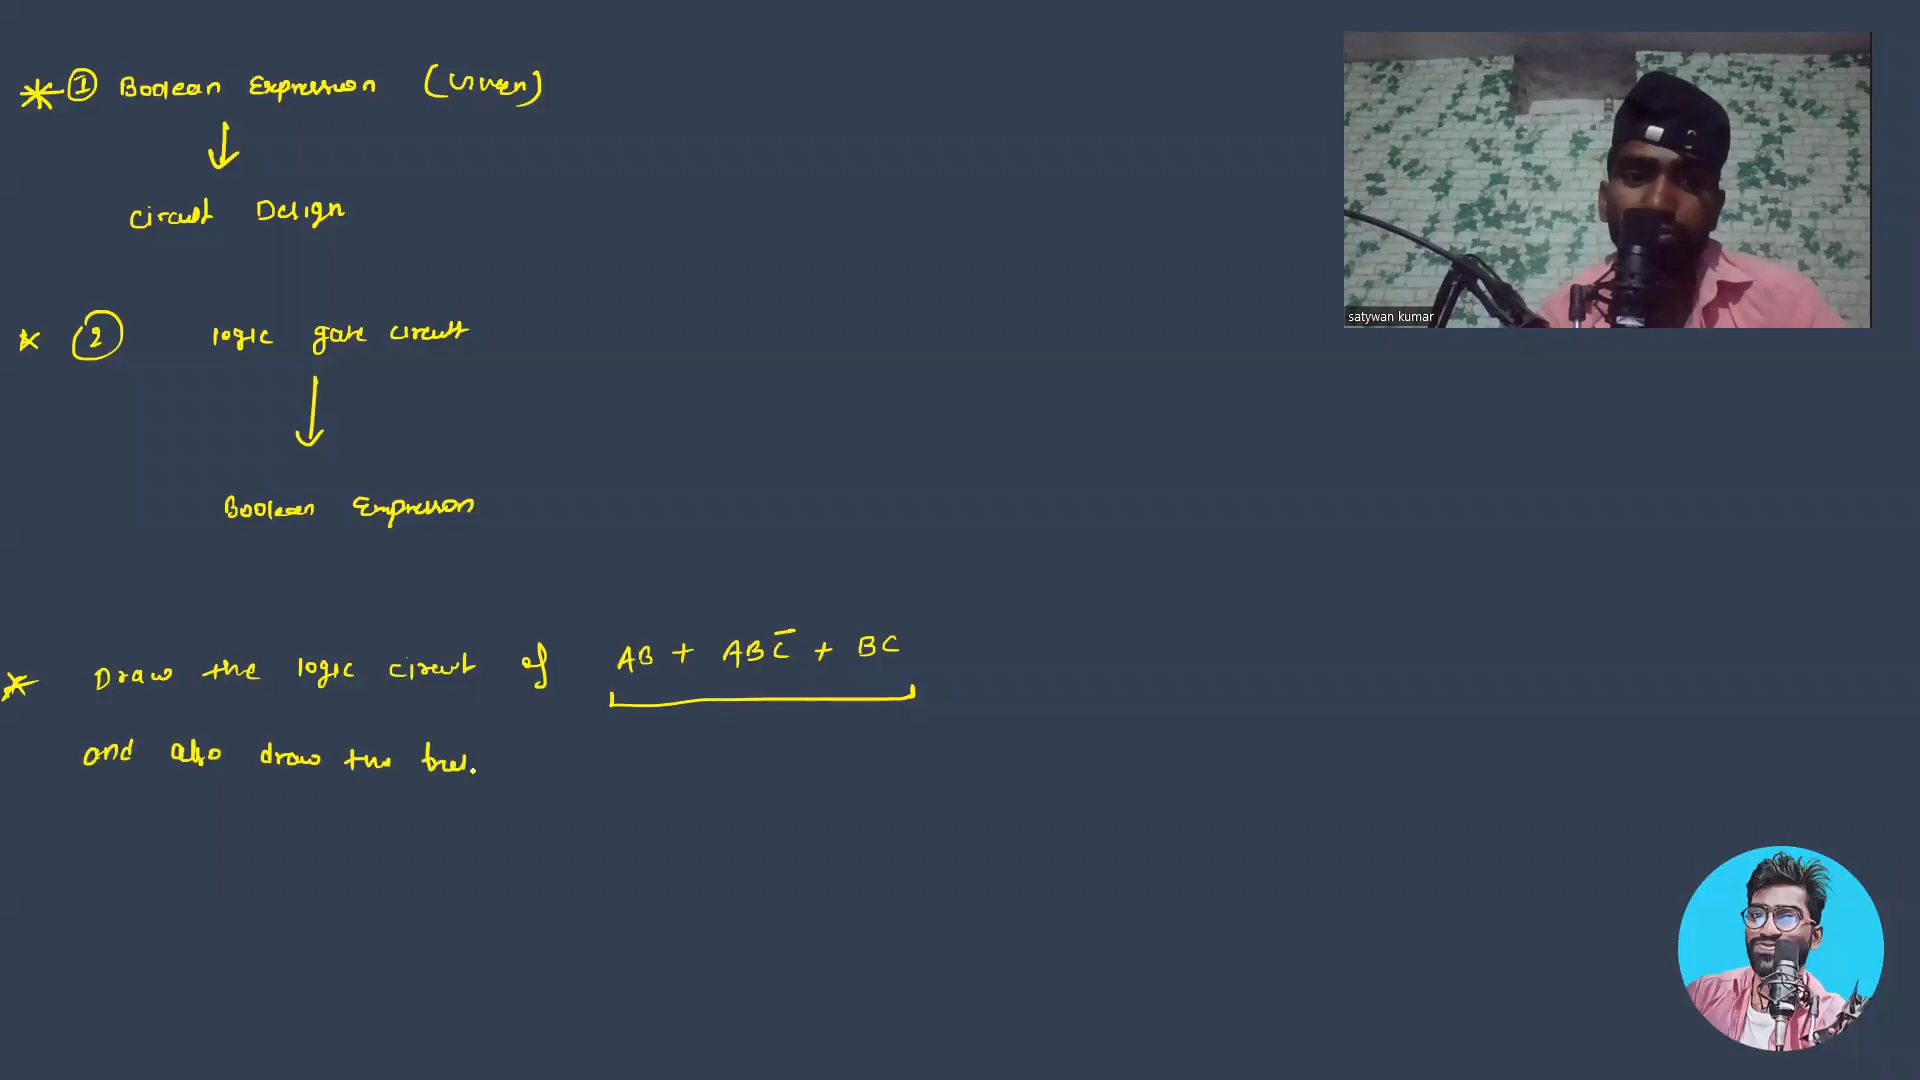 * ① Boolean Expression (Given)
↓
Circuit Design
* ② logic gate circuit
↓
Boolean Expression
* Draw the logic circuit of AB + ABC̅ + BC
and also draw the
satywan kumar